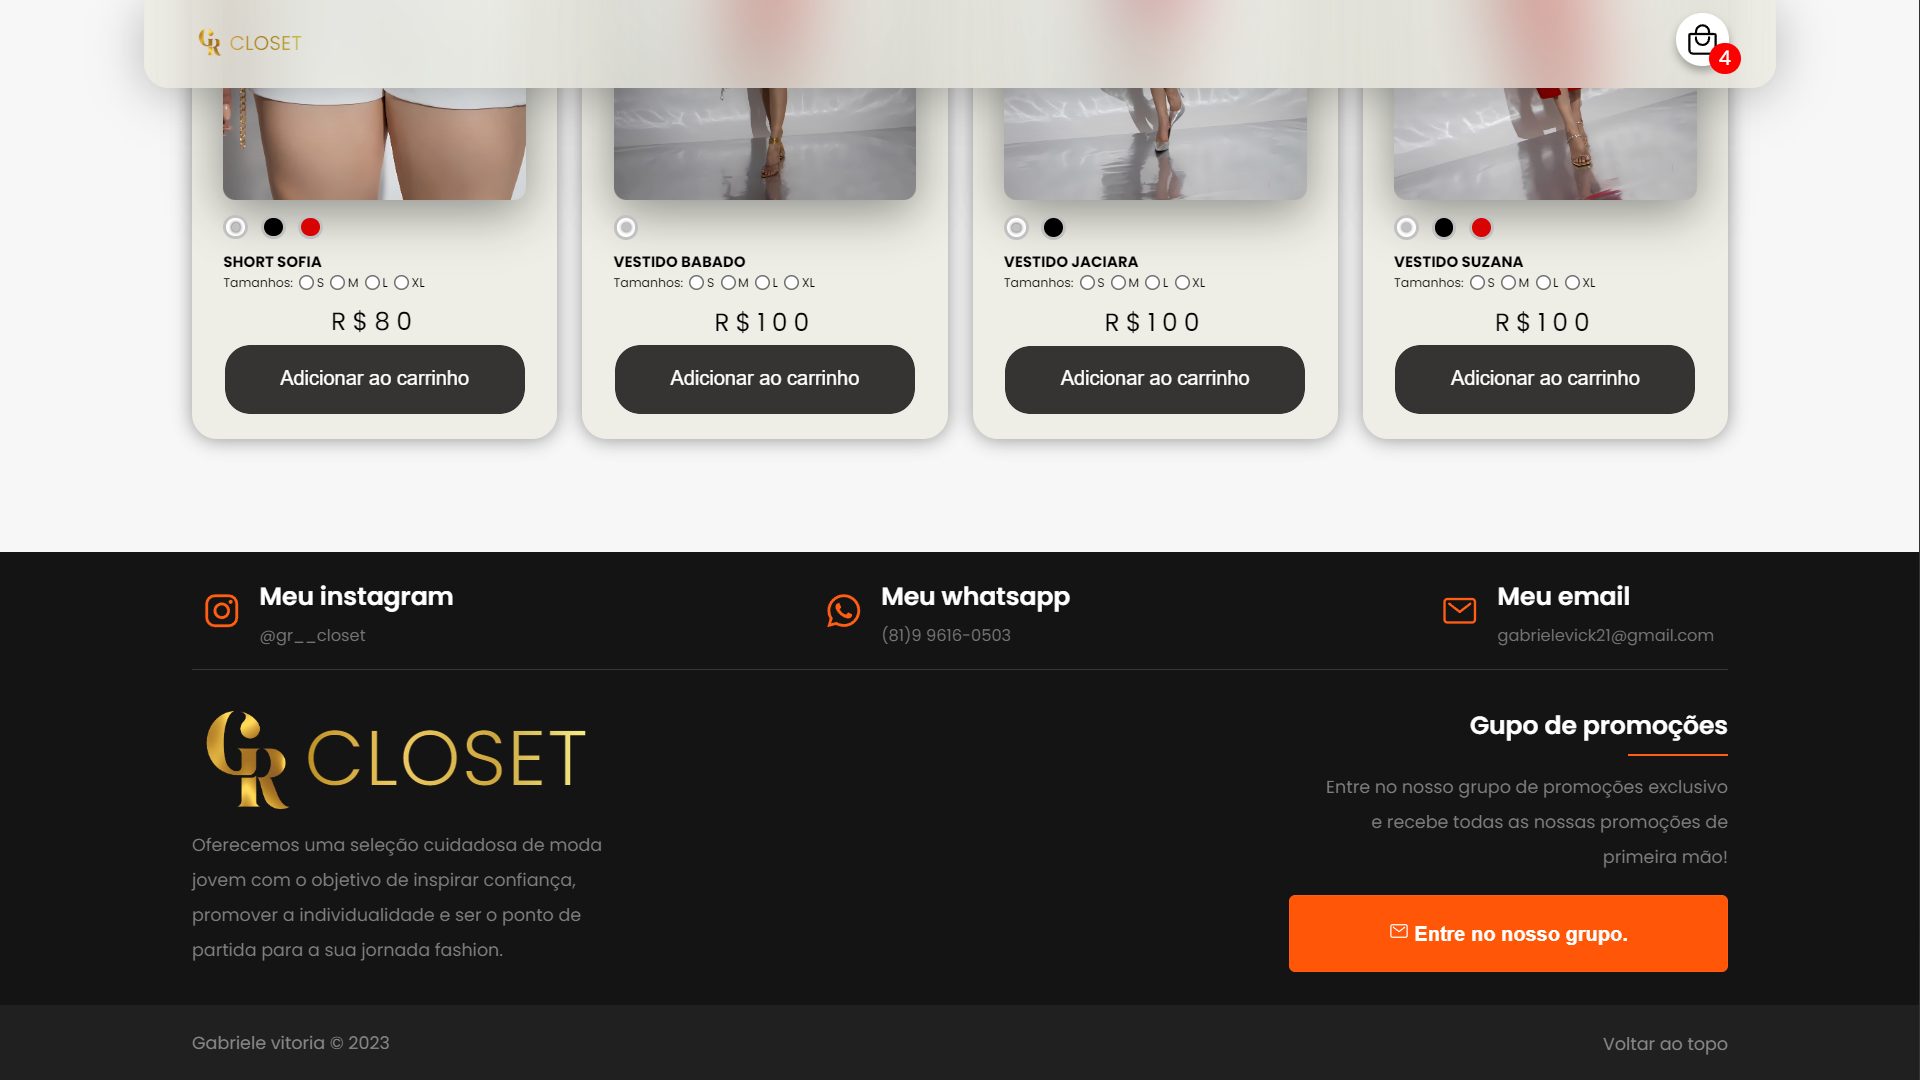 GR CLOSET
4
SHORT SOFIA
Tamanhos: S M L XL
R$80
Adicionar ao carrinho
VESTIDO BABADO
Tamanhos: S M L XL
R$100
Adicionar ao carrinho
VESTIDO JACIARA
Tamanhos: S M L XL
R$100
Adicionar ao carrinho
VESTIDO SUZANA
Tamanhos: S M L XL
R$100
Adicionar ao carrinho
Meu instagram
@gr__closet
Meu whatsapp
(81)9 9616-0503
Meu email
gabrielevick21@gmail.com
GR CLOSET
Oferecemos uma seleção cuidadosa de moda
jovem com o objetivo de inspirar confiança,
promover a individualidade e ser o ponto de
partida para a sua jornada fashion.
Gupo de promoções
Entre no nosso grupo de promoções exclusivo
e recebe todas as nossas promoções de
primeira mão!
Entre no nosso grupo.
Gabriele vitoria © 2023
Voltar ao topo